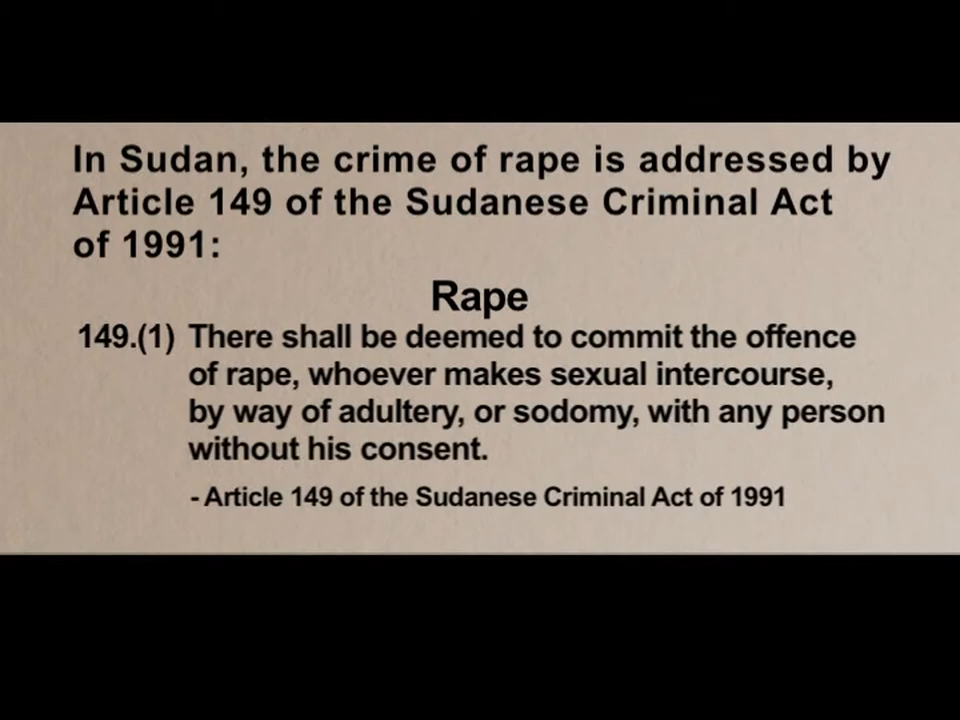 In Sudan, the crime of rape is addressed by
Article 149 of the Sudanese Criminal Act
of 1991:
Rape
149.(1) There shall be deemed to commit the offence
of rape, whoever makes sexual intercourse,
by way of adultery, or sodomy, with any person
without his consent.
- Article 149 of the Sudanese Criminal Act of 1991